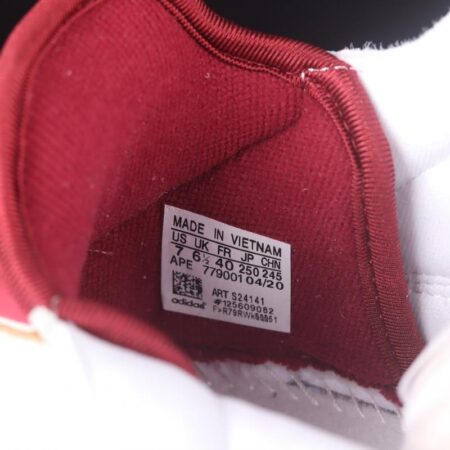 MADE IN VIETNAM
US UK FR JP CHN
7 6½ 40 250 245
APE 779001 04/20
ART S24141
#125609082
adidas